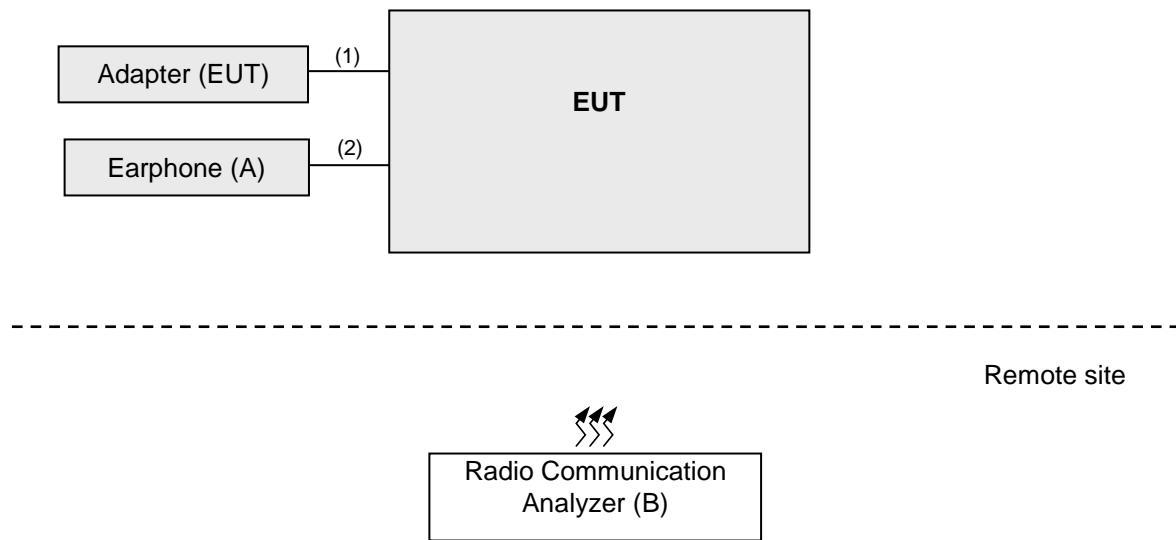 (1)
Adapter (EUT)
EUT
(2)
Earphone (A)
Remote site
Radio Communication
Analyzer (B)